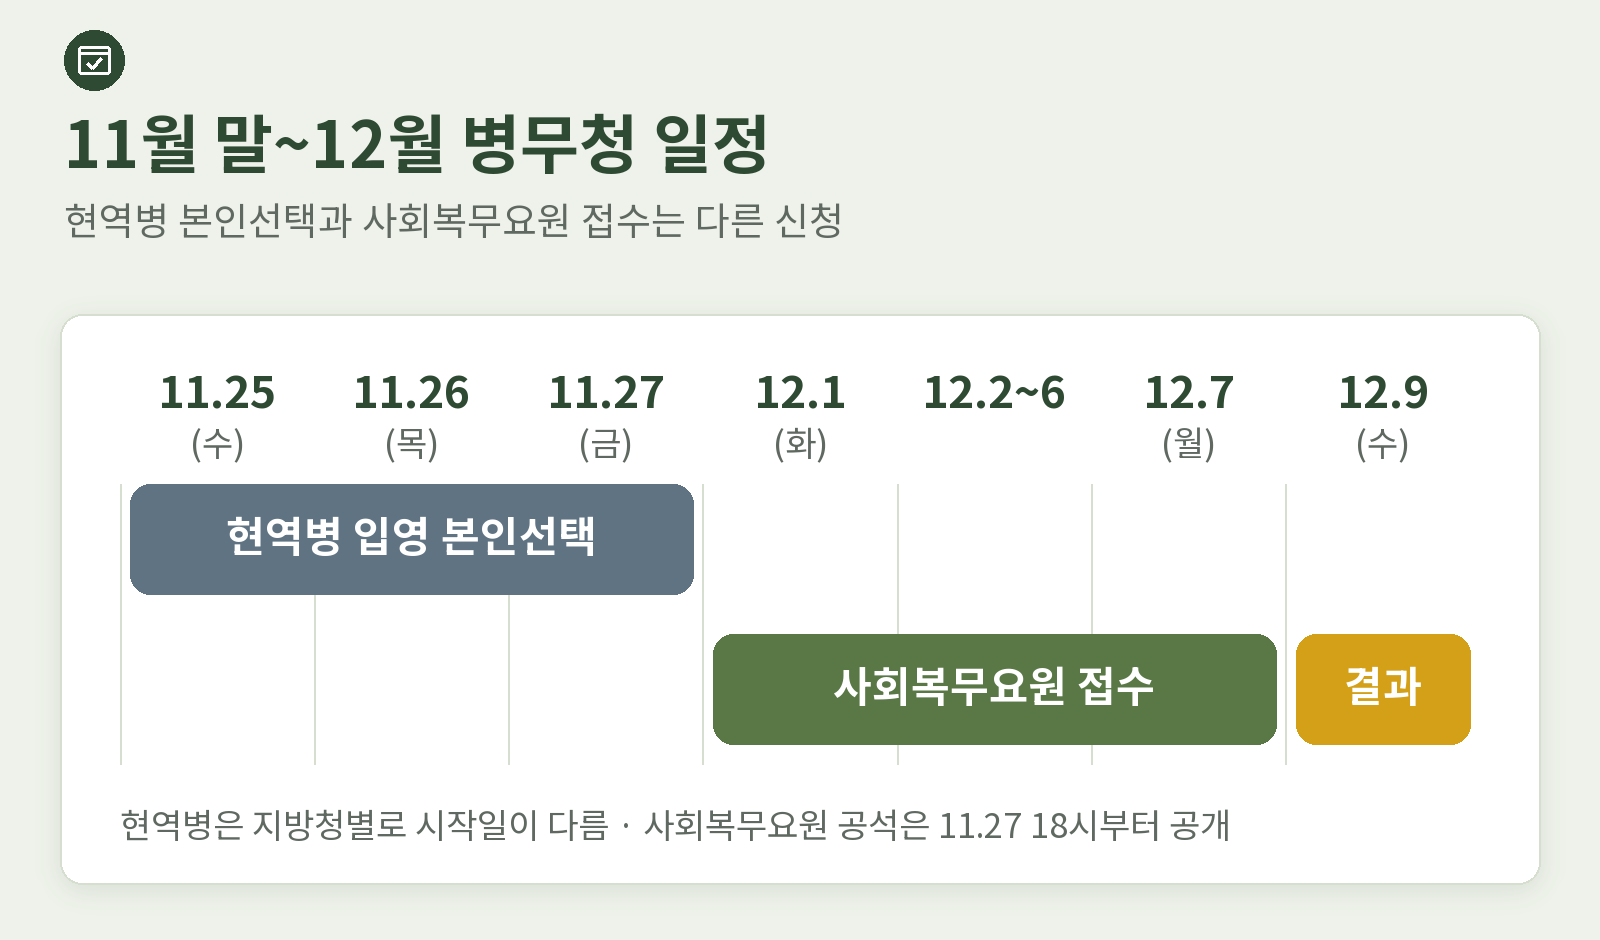 11월 말~12월 병무청 일정
현역병 본인선택과 사회복무요원 접수는 다른 신청
11.25 11.26 11.27 12.1 12.2~6 12.7 12.9
(수) (목) (금) (화) (월) (수)
현역병 입영 본인선택
사회복무요원 접수 결과
현역병은 지방청별로 시작일이 다름 · 사회복무요원 공석은 11.27 18시부터 공개